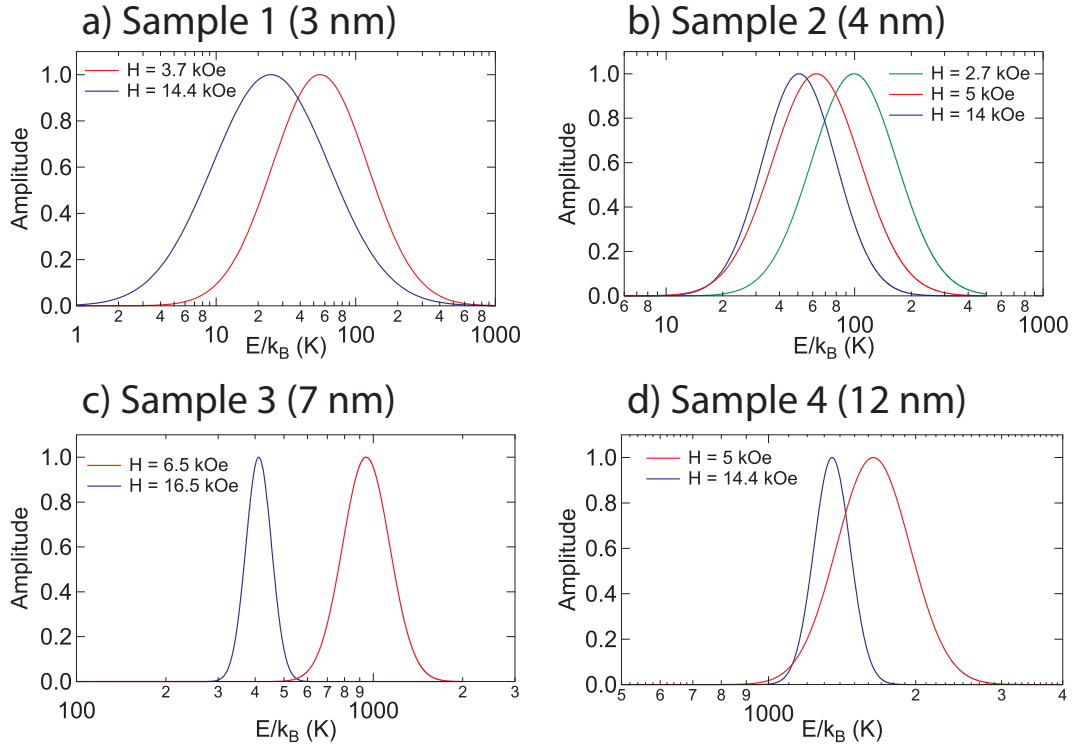 a) Sample 1 (3 nm)
H = 3.7 kOe
H = 14.4 kOe
Amplitude
1.0
0.8
0.6
0.4
0.2
0.0
1 2 4 6 8 10 2 4 6 8 100 2 4 6 8 1000
E/kB (K)
b) Sample 2 (4 nm)
H = 2.7 kOe
H = 5 kOe
H = 14 kOe
Amplitude
1.0
0.8
0.6
0.4
0.2
0.0
6 8 10 2 4 6 8 100 2 4 6 8 1000
E/kB (K)
c) Sample 3 (7 nm)
H = 6.5 kOe
H = 16.5 kOe
Amplitude
1.0
0.8
0.6
0.4
0.2
0.0
100 2 3 4 5 6 7 8 9 1000 2 3
E/kB (K)
d) Sample 4 (12 nm)
H = 5 kOe
H = 14.4 kOe
Amplitude
1.0
0.8
0.6
0.4
0.2
0.0
5 6 7 8 9 1000 2 3 4
E/kB (K)